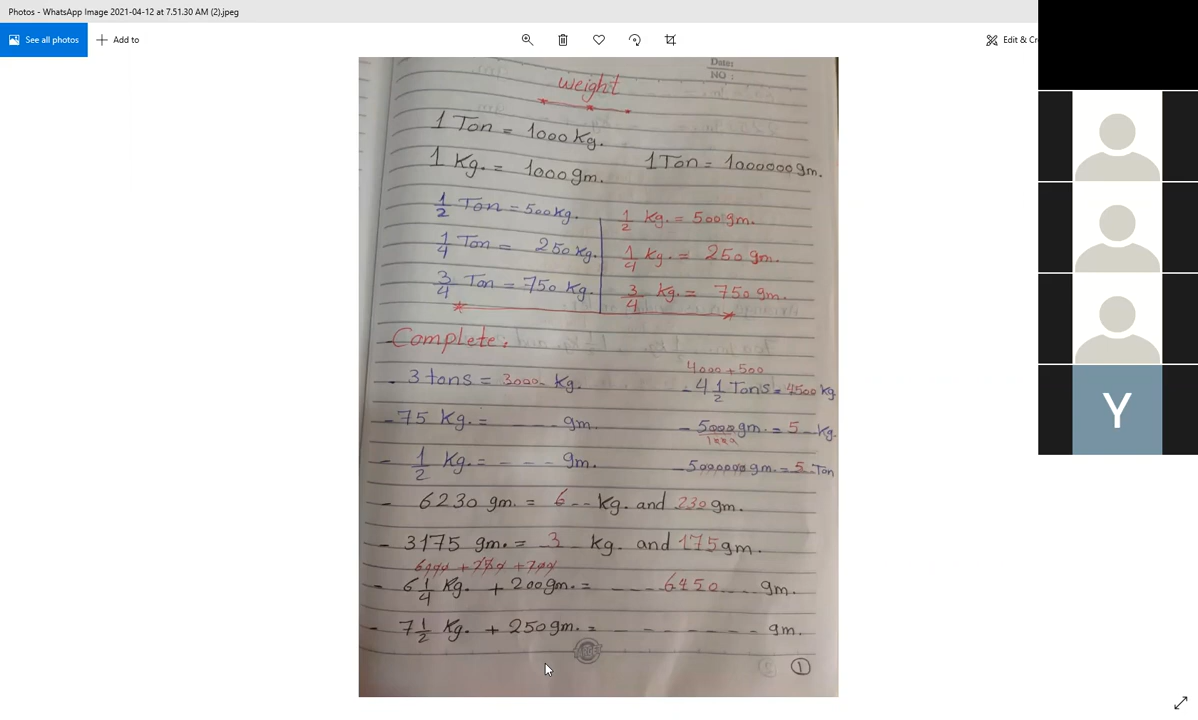 Photos - WhatsApp Image 2021-04-12 at 7.51.30 AM (2).jpeg
See all photos
Add to
Edit & Cr
Date:
NO :
weight
1 Ton = 1000 Kg.
1 Kg. = 1000 gm.
1 Ton = 1000000 gm.
1/2 Ton = 500 Kg.
1/2 Kg. = 500 gm.
1/4 Ton = 250 Kg.
1/4 Kg. = 250 gm.
3/4 Ton = 750 Kg.
3/4 Kg. = 750 gm.
Complete:
4000 + 500
- 3 tons = 3000 Kg.
- 4 1/2 Tons = 4500 Kg
- 75 Kg. = - - - gm.
- 5000 gm. = 5 -- Kg.
1000
- 1/2 Kg. = - - - gm.
- 5000000 gm. = 5 Ton
- 6230 gm. = 6 -- Kg. and 230 gm.
- 3175 gm. = 3 Kg. and 175 gm.
- 6 1/4 Kg. + 200 gm. = ---- 6450 ---- gm.
- 7 1/2 Kg. + 250 gm. = - - - - - - - gm.
1
Y